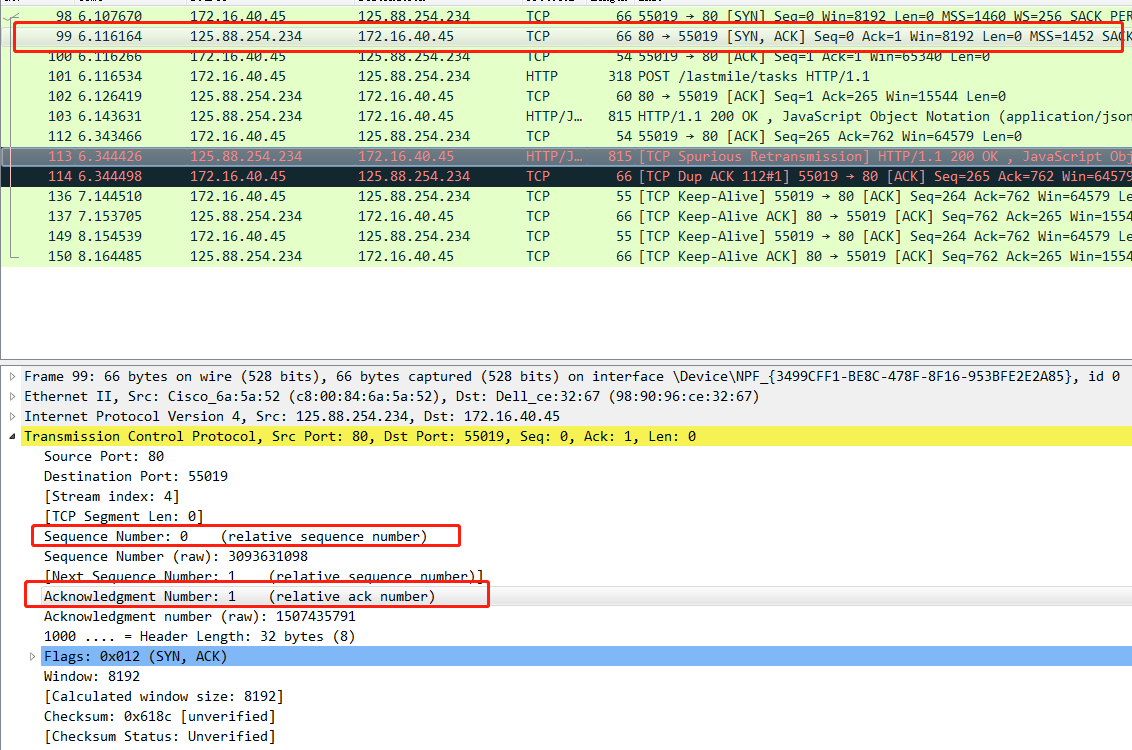 98 6.107670 172.16.40.45 125.88.254.234 TCP 66 55019 → 80 [SYN] Seq=0 Win=8192 Len=0 MSS=1460 WS=256 SACK
99 6.116164 125.88.254.234 172.16.40.45 TCP 66 80 → 55019 [SYN, ACK] Seq=0 Ack=1 Win=8192 Len=0 MSS=1452 SACK
100 6.116266 172.16.40.45 125.88.254.234 TCP 54 55019 → 80 [ACK] Seq=1 Ack=1 Win=65340 Len=0
101 6.116534 172.16.40.45 125.88.254.234 HTTP 318 POST /lastmile/tasks HTTP/1.1
102 6.126419 125.88.254.234 172.16.40.45 TCP 60 80 → 55019 [ACK] Seq=1 Ack=265 Win=15544 Len=0
103 6.143631 125.88.254.234 172.16.40.45 HTTP/J… 815 HTTP/1.1 200 OK , JavaScript Object Notation (application/json
112 6.343466 172.16.40.45 125.88.254.234 TCP 54 55019 → 80 [ACK] Seq=265 Ack=762 Win=64579 Len=0
113 6.344426 125.88.254.234 172.16.40.45 HTTP/J… 815 [TCP Spurious Retransmission] HTTP/1.1 200 OK , JavaScript Obj
114 6.344498 172.16.40.45 125.88.254.234 TCP 66 [TCP Dup ACK 112#1] 55019 → 80 [ACK] Seq=265 Ack=762 Win=64579
136 7.144510 172.16.40.45 125.88.254.234 TCP 55 [TCP Keep-Alive] 55019 → 80 [ACK] Seq=264 Ack=762 Win=64579 Le
137 7.153705 125.88.254.234 172.16.40.45 TCP 66 [TCP Keep-Alive ACK] 80 → 55019 [ACK] Seq=762 Ack=265 Win=1554
149 8.154539 172.16.40.45 125.88.254.234 TCP 55 [TCP Keep-Alive] 55019 → 80 [ACK] Seq=264 Ack=762 Win=64579 Le
150 8.164485 125.88.254.234 172.16.40.45 TCP 66 [TCP Keep-Alive ACK] 80 → 55019 [ACK] Seq=762 Ack=265 Win=1554
Frame 99: 66 bytes on wire (528 bits), 66 bytes captured (528 bits) on interface \Device\NPF_{3499CFF1-BE8C-478F-8F16-953BFE2E2A85}, id 0
Ethernet II, Src: Cisco_6a:5a:52 (c8:00:84:6a:5a:52), Dst: Dell_ce:32:67 (98:90:96:ce:32:67)
Internet Protocol Version 4, Src: 125.88.254.234, Dst: 172.16.40.45
Transmission Control Protocol, Src Port: 80, Dst Port: 55019, Seq: 0, Ack: 1, Len: 0
Source Port: 80
Destination Port: 55019
[Stream index: 4]
[TCP Segment Len: 0]
Sequence Number: 0 (relative sequence number)
Sequence Number (raw): 3093631098
[Next Sequence Number: 1 (relative sequence number)]
Acknowledgment Number: 1 (relative ack number)
Acknowledgment number (raw): 1507435791
1000 .... = Header Length: 32 bytes (8)
Flags: 0x012 (SYN, ACK)
Window: 8192
[Calculated window size: 8192]
Checksum: 0x618c [unverified]
[Checksum Status: Unverified]